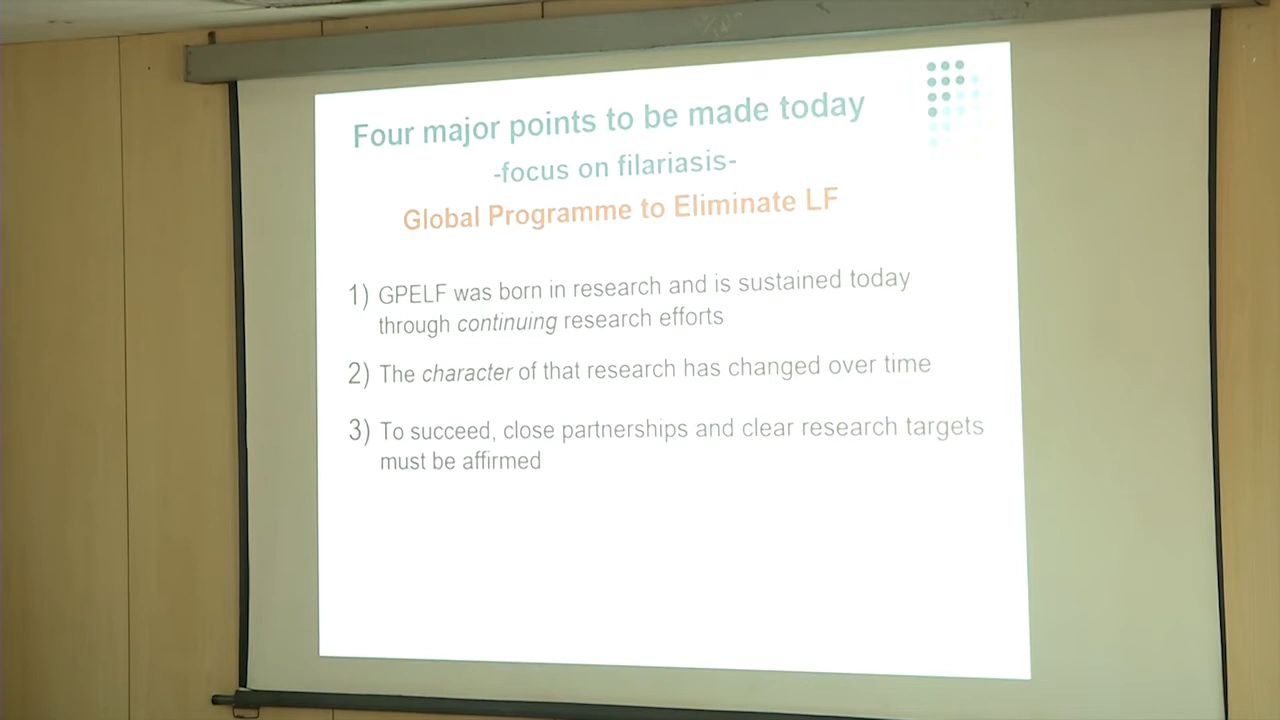 Four major points to be made today
-focus on filariasis-
Global Programme to Eliminate LF
1) GPELF was born in research and is sustained today
through continuing research efforts
2) The character of that research has changed over time
3) To succeed, close partnerships and clear research targets
must be affirmed